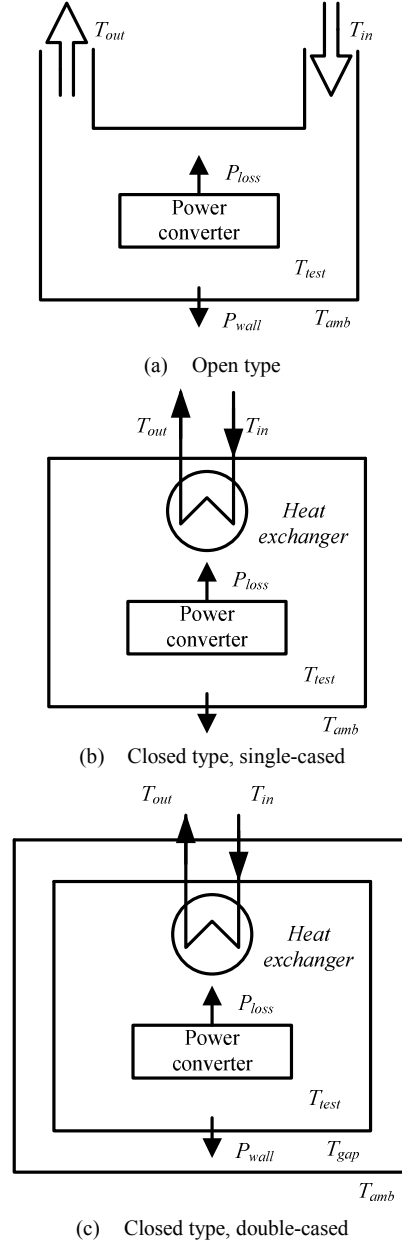 T_out
T_in
P_loss
Power
converter
T_test
P_wall
T_amb
(a) Open type
T_out
T_in
Heat
exchanger
P_loss
Power
converter
T_test
T_amb
(b) Closed type, single-cased
T_out
T_in
Heat
exchanger
P_loss
Power
converter
T_test
P_wall
T_gap
T_amb
(c) Closed type, double-cased